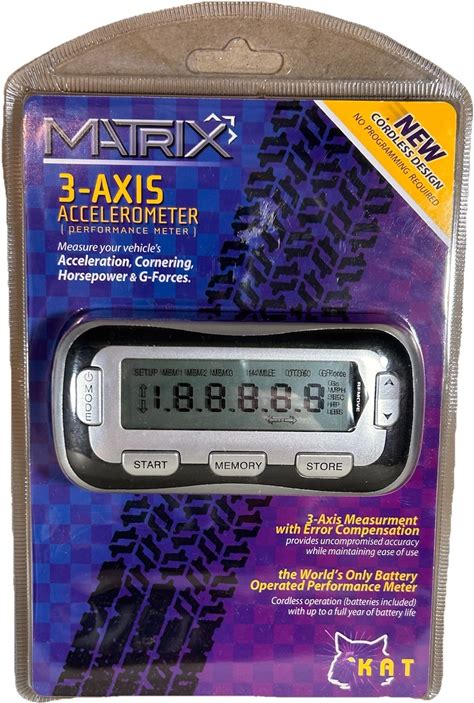 MATRIX
3-AXIS
ACCELEROMETER
[ PERFORMANCE METER ]
Measure your vehicle's
Acceleration, Cornering,
Horsepower & G-Forces.
NEW
CORDLESS DESIGN
NO PROGRAMMING REQUIRED
SETUP MEM1 MEM2 MEM3 1/4 MILE 0TO60 GForce
MODE
18.8.8.8.8
REMOVE
START
MEMORY
STORE
3-Axis Measurment
with Error Compensation
provides uncompromised accuracy
while maintaining ease of use
the World's Only Battery
Operated Performance Meter
Cordless operation (batteries included)
with up to a full year of battery life
KAT